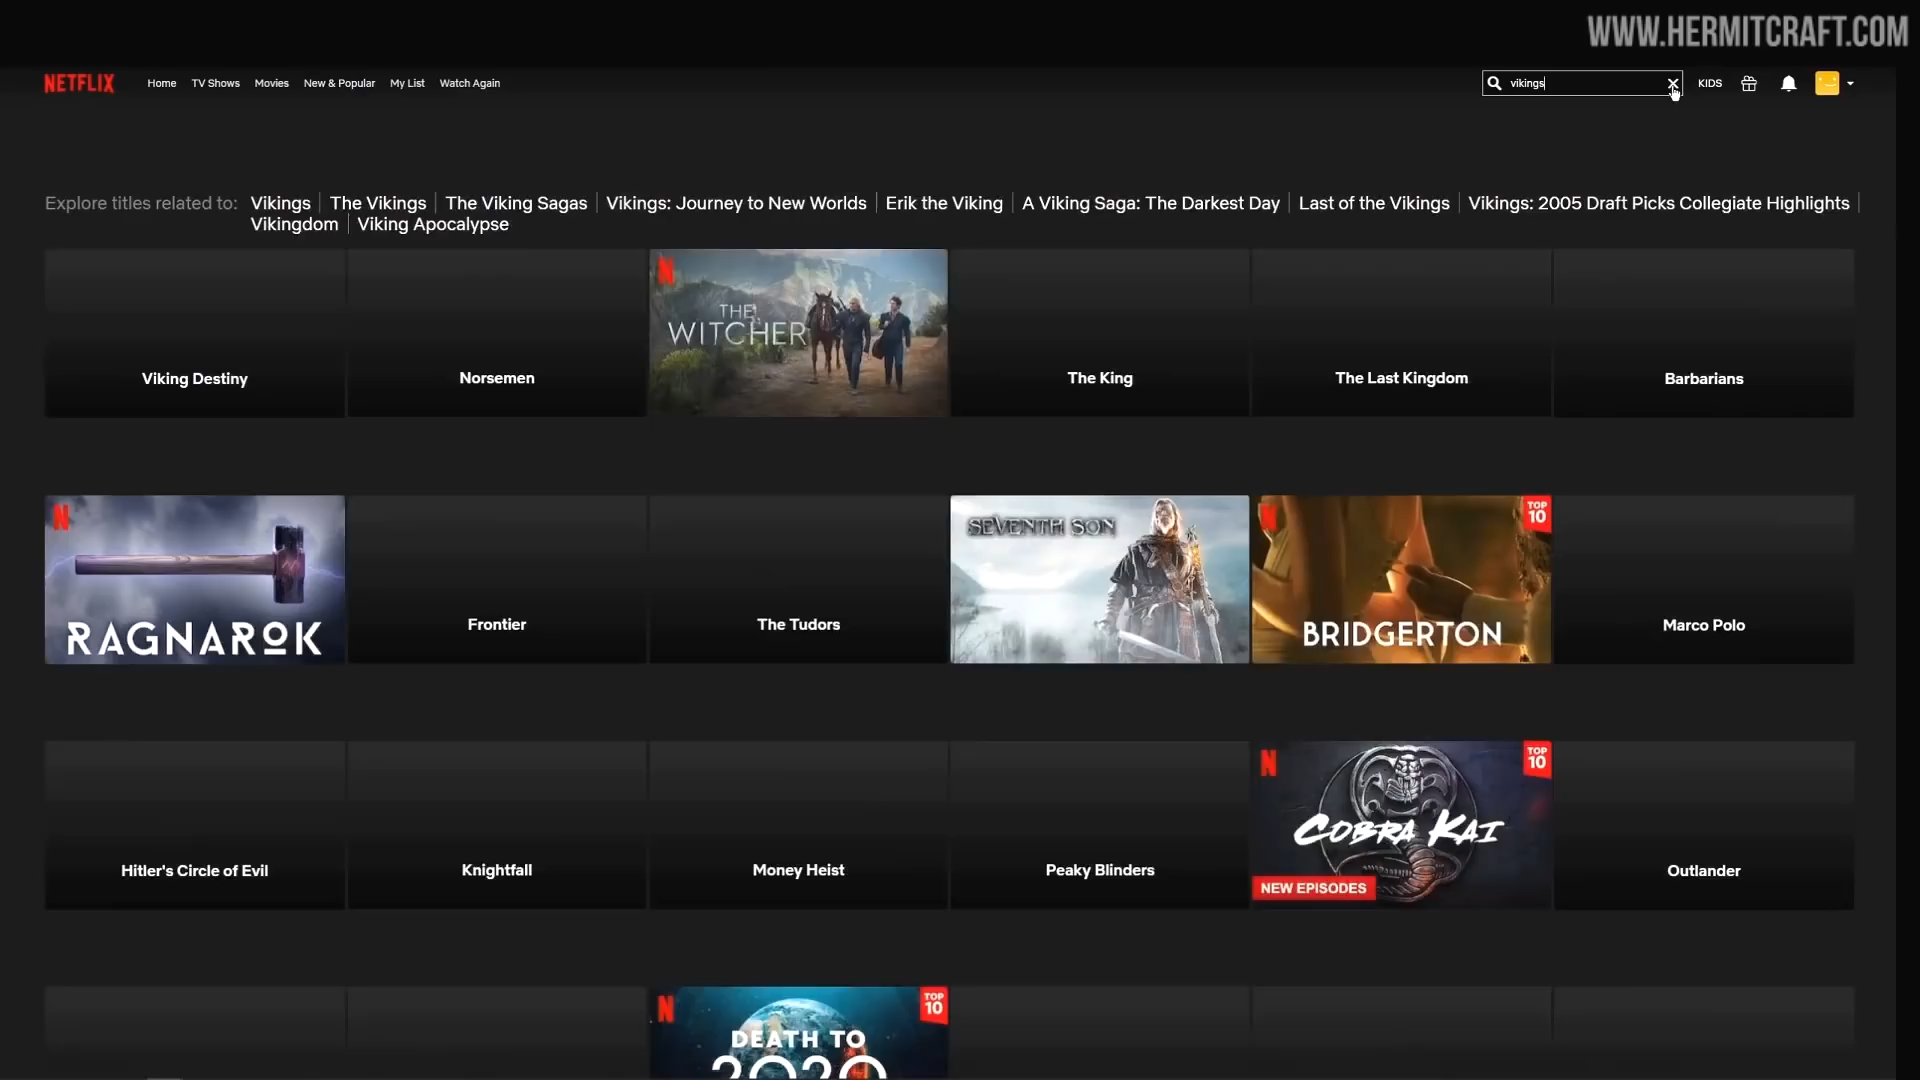 WWW.HERMITCRAFT.COM
NETFLIX Home TV Shows Movies New & Popular My List Watch Again vikings KIDS
Explore titles related to: Vikings The Vikings The Viking Sagas Vikings: Journey to New Worlds Erik the Viking A Viking Saga: The Darkest Day Last of the Vikings Vikings: 2005 Draft Picks Collegiate Highlights
Vikingdom Viking Apocalypse
N
THE
WITCHER
Viking Destiny Norsemen The King The Last Kingdom Barbarians
N
RAGNAROK
Frontier The Tudors
SEVENTH SON
N
TOP
10
BRIDGERTON
Marco Polo
Hitler's Circle of Evil Knightfall Money Heist Peaky Blinders
N
TOP
10
COBRA KAI
NEW EPISODES
Outlander
N
TOP
10
DEATH TO
2020